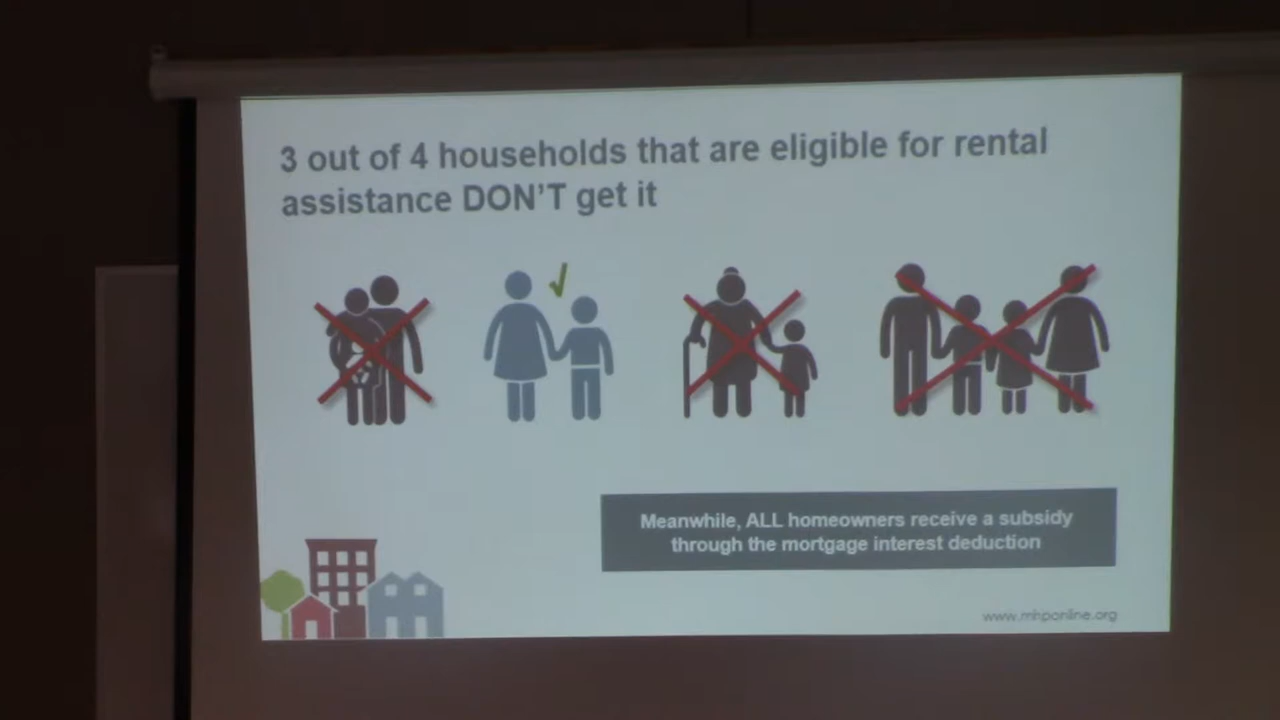 3 out of 4 households that are eligible for rental
assistance DON'T get it
Meanwhile, ALL homeowners receive a subsidy
through the mortgage interest deduction
www.mhponline.org